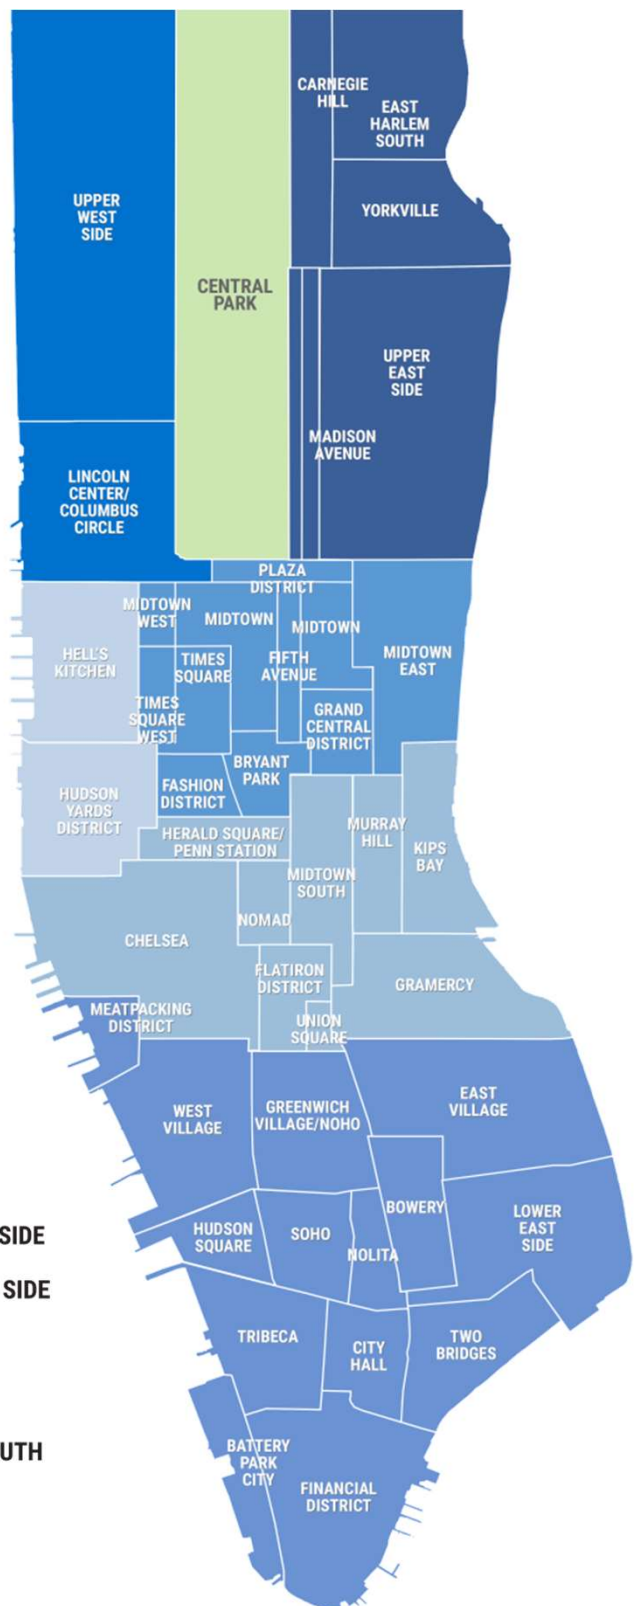 CARNEGIE
HILL
EAST
HARLEM
SOUTH
UPPER
WEST
SIDE
YORKVILLE
CENTRAL
PARK
UPPER
EAST
SIDE
MADISON
AVENUE
LINCOLN
CENTER/
COLUMBUS
CIRCLE
PLAZA
DISTRICT
MIDTOWN
WEST
MIDTOWN
MIDTOWN
HELL'S
KITCHEN
TIMES
SQUARE
FIFTH
AVENUE
MIDTOWN
EAST
TIMES
SQUARE
WEST
GRAND
CENTRAL
DISTRICT
BRYANT
PARK
FASHION
DISTRICT
HUDSON
YARDS
DISTRICT
HERALD SQUARE/
PENN STATION
MURRAY
HILL
KIPS
BAY
MIDTOWN
SOUTH
NOMAD
CHELSEA
FLATIRON
DISTRICT
GRAMERCY
MEATPACKING
DISTRICT
UNION
SQUARE
WEST
VILLAGE
GREENWICH
VILLAGE/NOHO
EAST
VILLAGE
BOWERY
LOWER
EAST
SIDE
HUDSON
SQUARE
SOHO
NOLITA
SIDE
SIDE
TRIBECA
CITY
HALL
TWO
BRIDGES
UTH
BATTERY
PARK
CITY
FINANCIAL
DISTRICT